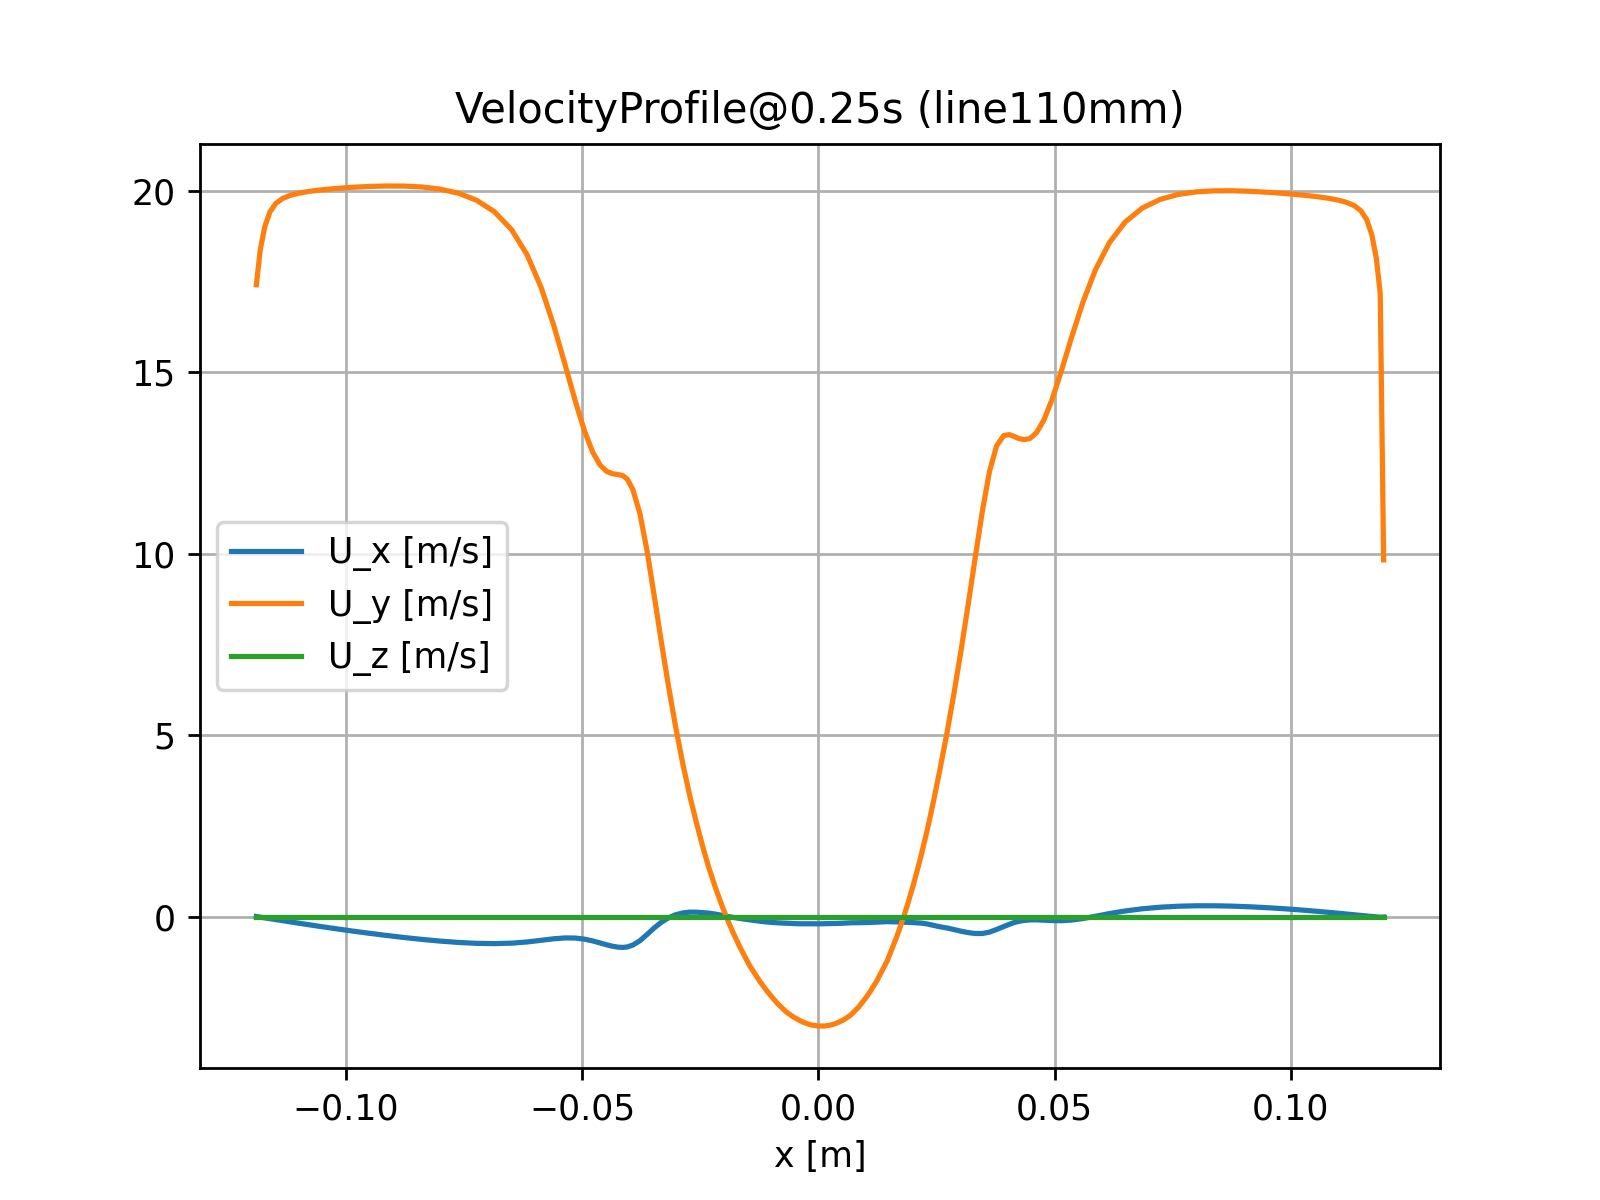 VelocityProfile@0.25s (line110mm)
20
15
10
5
0
U_x [m/s]
U_y [m/s]
U_z [m/s]
−0.10 −0.05 0.00 0.05 0.10
x [m]